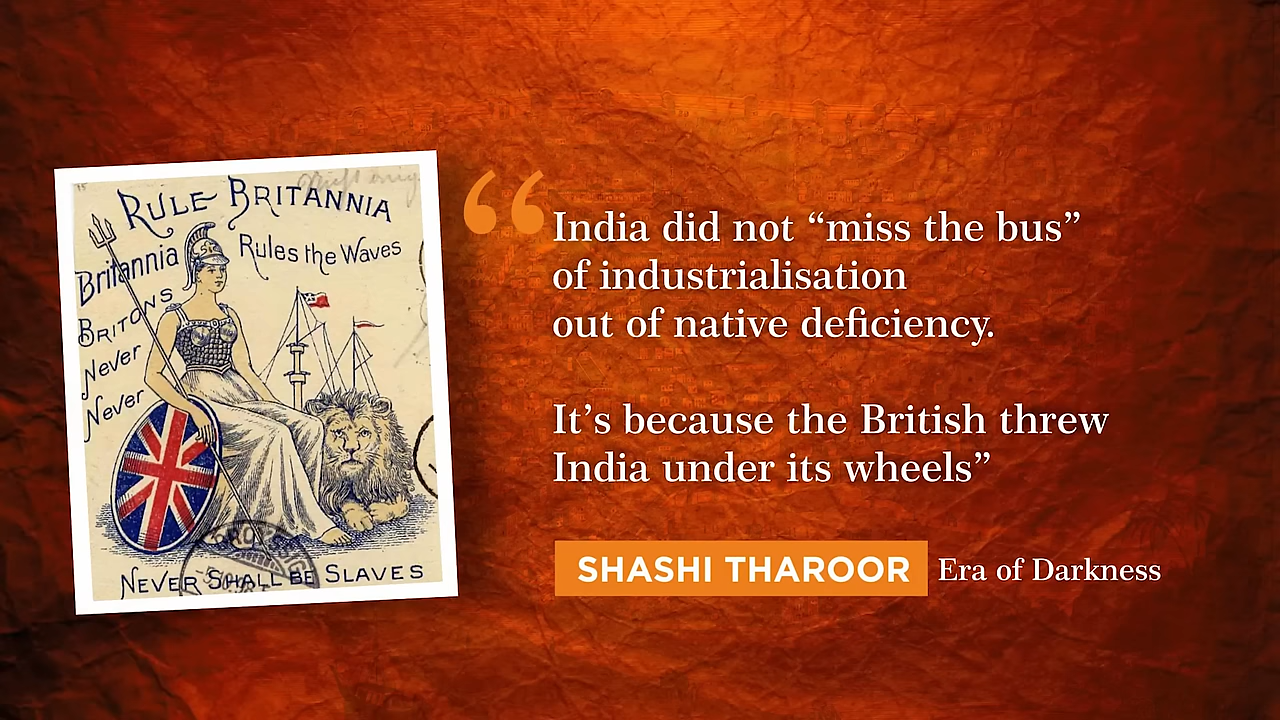 RULE BRITANNIA
Britannia Rules the Waves
BRITONS
Never
Never
NEVER SHALL BE SLAVES
“India did not “miss the bus”
of industrialisation
out of native deficiency.
It’s because the British threw
India under its wheels”
SHASHI THAROOR Era of Darkness